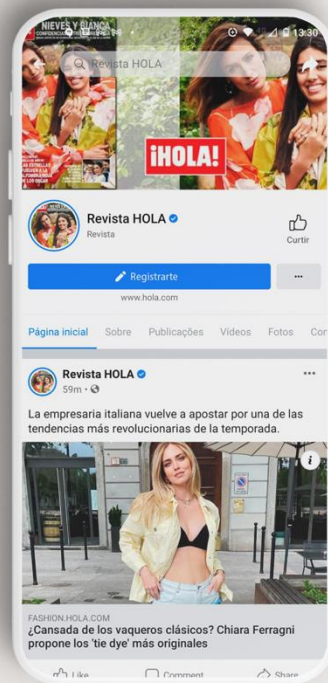 NIEVES Y BIANCA
13:30
Revista HOLA
¡HOLA!
Revista HOLA
Revista
Curtir
Registrarte
...
www.hola.com
Página inicial Sobre Publicações Vídeos Fotos Con
Revista HOLA
59m
...
La empresaria italiana vuelve a apostar por una de las
tendencias más revolucionarias de la temporada.
i
FASHION.HOLA.COM
¿Cansada de los vaqueros clásicos? Chiara Ferragni
propone los 'tie dye' más originales
Like Comment Share